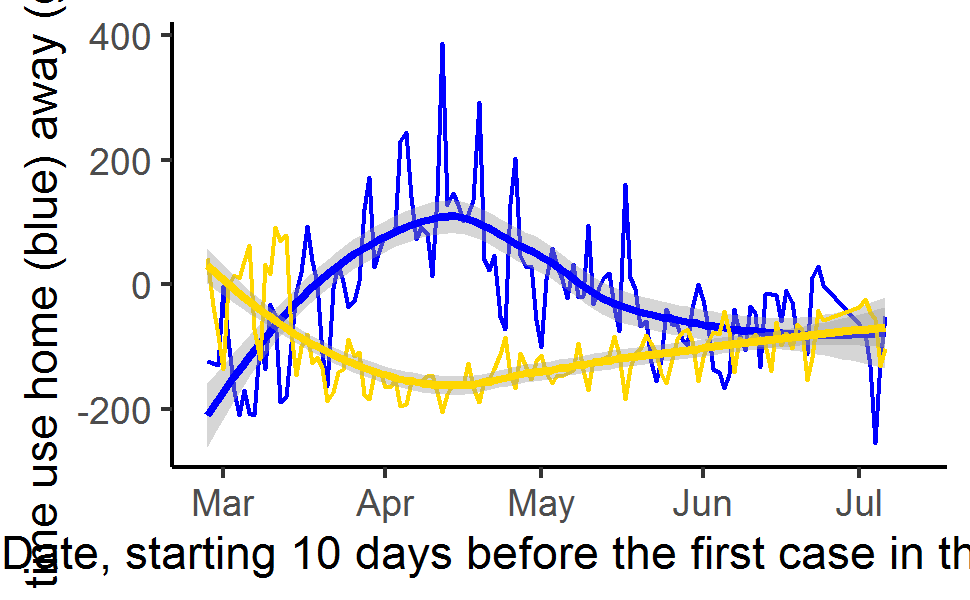 time use home (blue) away (
400
200
0
-200
Mar Apr May Jun Jul
Date, starting 10 days before the first case in th